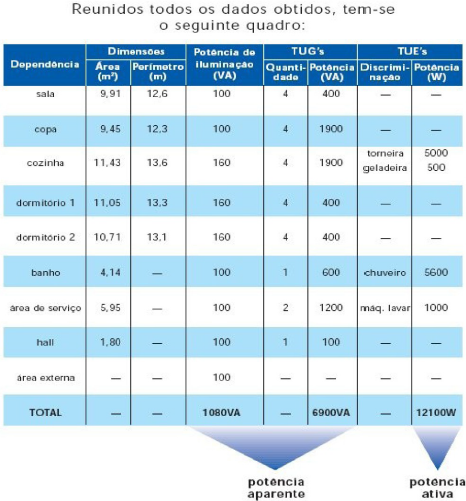 Reunidos todos os dados obtidos, tem-se
o seguinte quadro:
Dependência Dimensões Potência de iluminação (VA) TUG's TUE's
Área (m²) Perímetro (m) Quantidade Potência (VA) Discriminação Potência (W)
sala 9,91 12,6 100 4 400 — —
copa 9,45 12,3 100 4 1900 — —
cozinha 11,43 13,6 160 4 1900 torneira 5000
geladeira 500
dormitório 1 11,05 13,3 160 4 400 — —
dormitório 2 10,71 13,1 160 4 400 — —
banho 4,14 — 100 1 600 chuveiro 5600
área de serviço 5,95 — 100 2 1200 máq. lavar 1000
hall 1,80 — 100 1 100 — —
área externa — — 100 — — — —
TOTAL — — 1080VA — 6900VA — 12100W
potência
aparente
potência
ativa